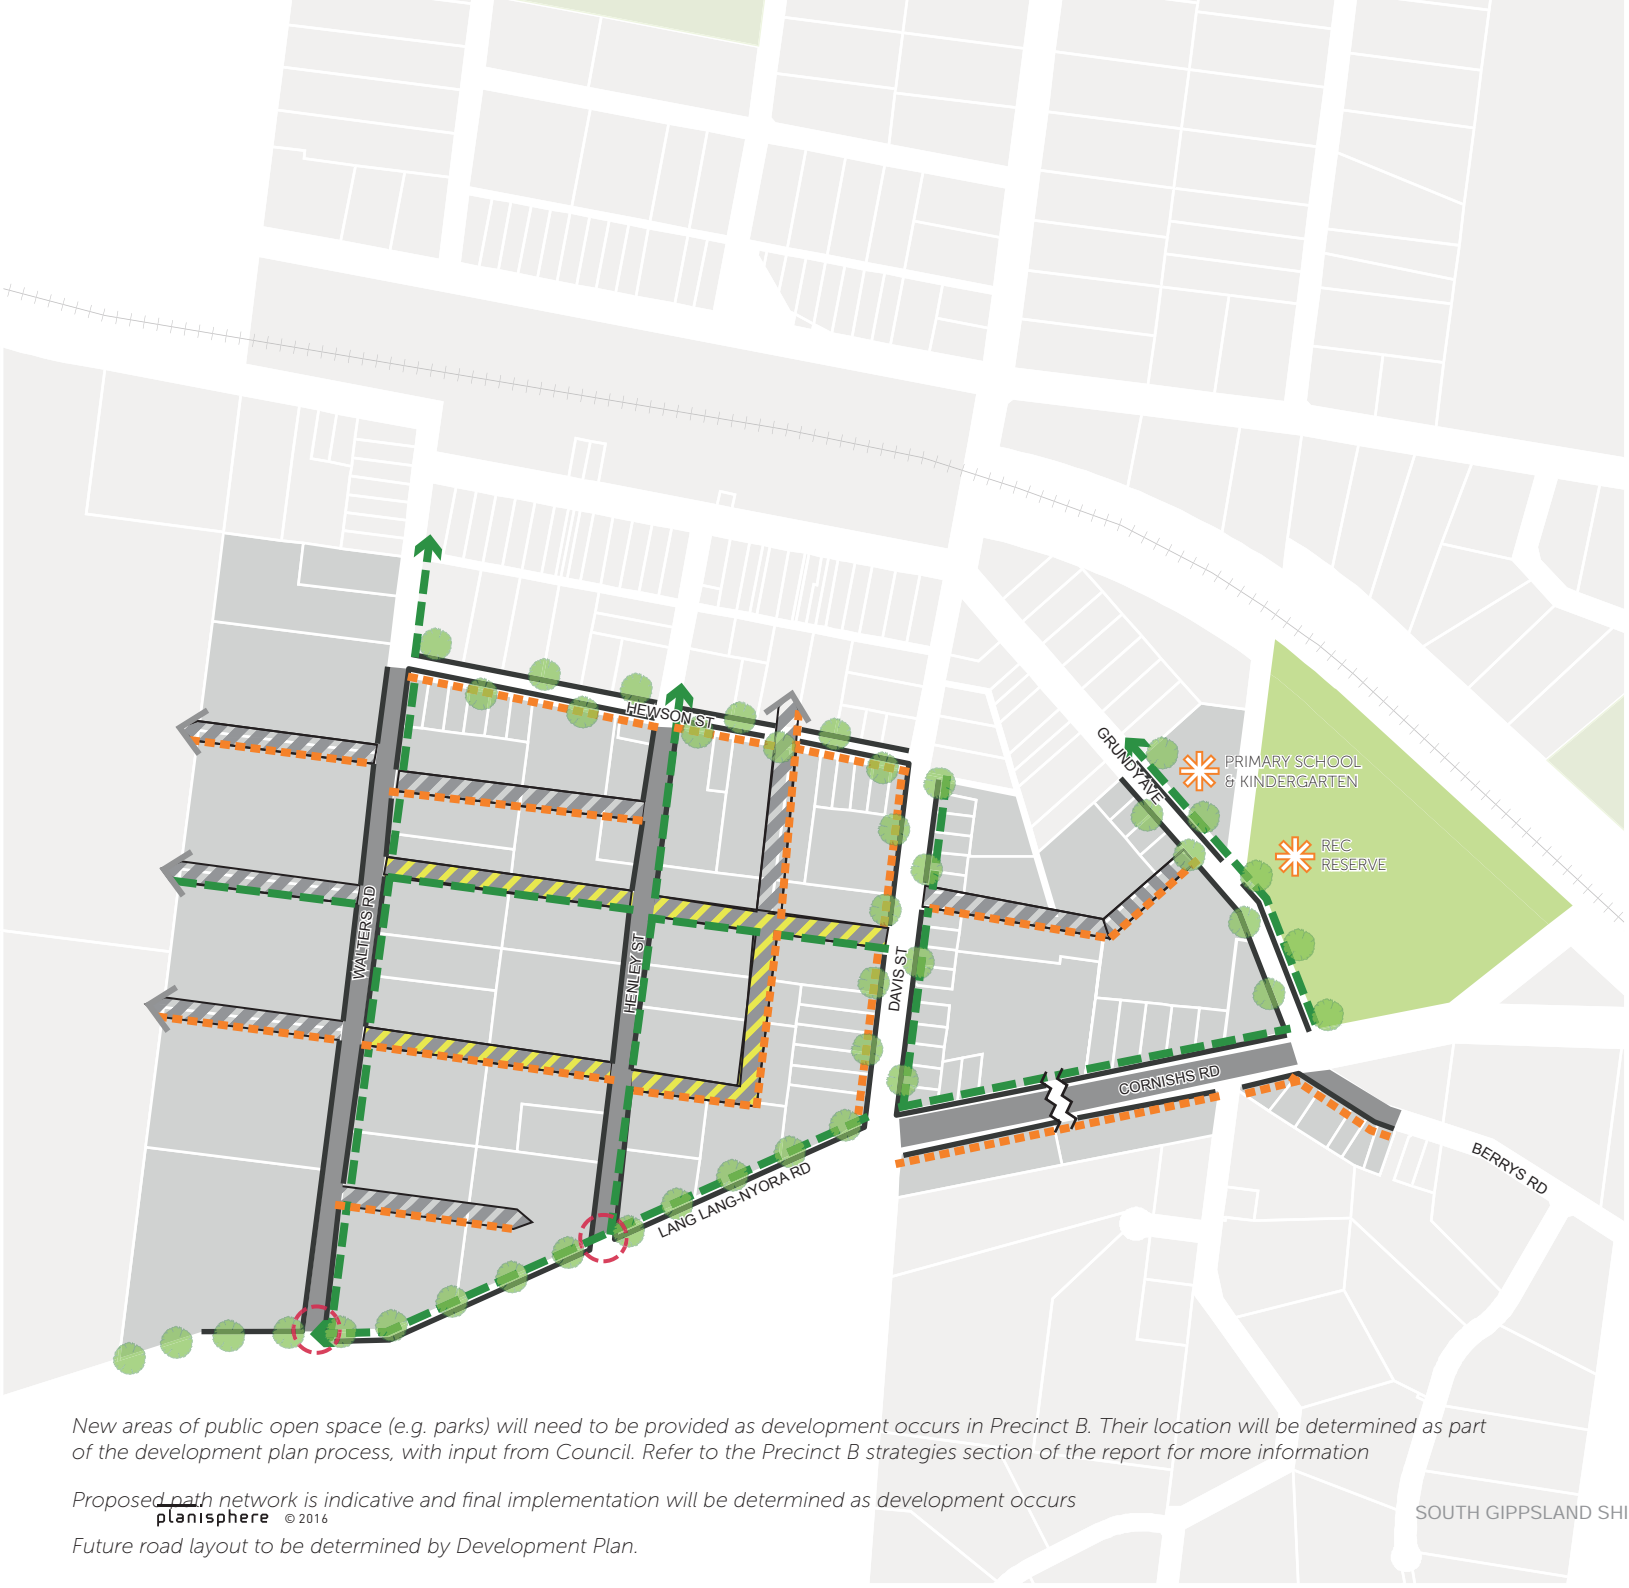 HEWSON ST
GRUNDY AVE
PRIMARY SCHOOL
& KINDERGARTEN
REC
RESERVE
WALTERS RD
HENLEY ST
DAVIS ST
CORNISHS RD
BERRYS RD
LANG LANG-NYORA RD
New areas of public open space (e.g. parks) will need to be provided as development occurs in Precinct B. Their location will be determined as part
of the development plan process, with input from Council. Refer to the Precinct B strategies section of the report for more information
Proposed path network is indicative and final implementation will be determined as development occurs
planisphere © 2016
SOUTH GIPPSLAND SHI
Future road layout to be determined by Development Plan.